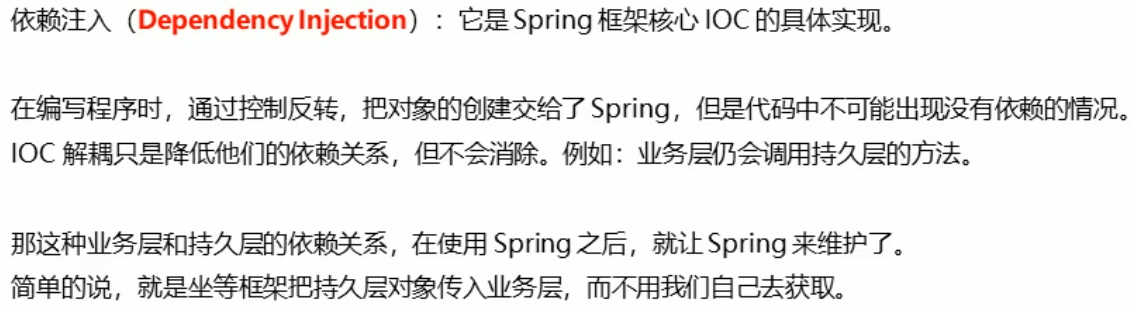 依赖注入（Dependency Injection）：它是 Spring 框架核心 IOC 的具体实现。
在编写程序时，通过控制反转，把对象的创建交给了 Spring，但是代码中不可能出现没有依赖的情况。
IOC 解耦只是降低他们的依赖关系，但不会消除。例如：业务层仍会调用持久层的方法。
那这种业务层和持久层的依赖关系，在使用 Spring 之后，就让 Spring 来维护了。
简单的说，就是坐等框架把持久层对象传入业务层，而不用我们自己去获取。